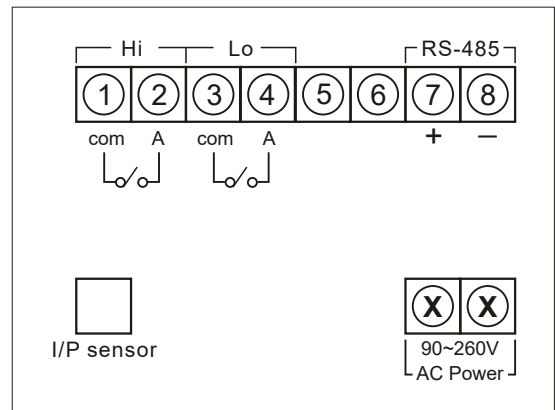 Hi Lo RS-485
1 2 3 4 5 6 7 8
com A com A + −
X X
I/P sensor 90~260V
AC Power